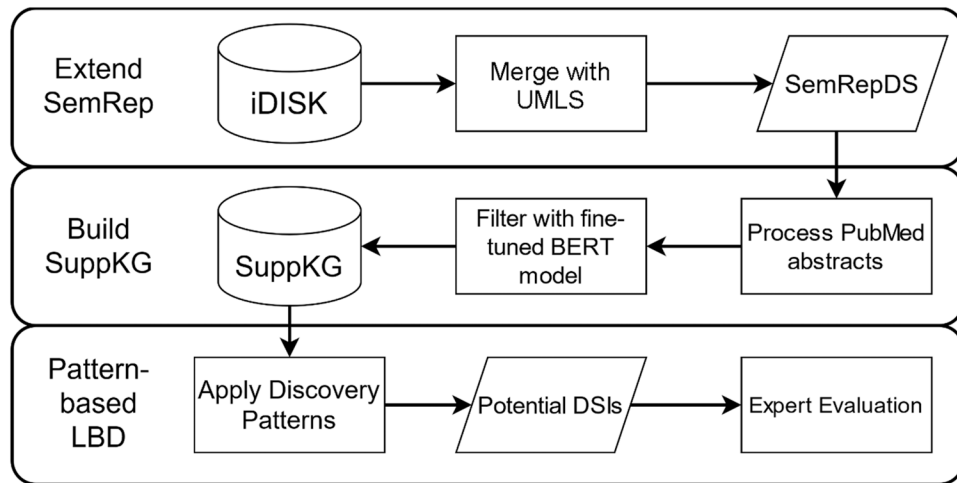 Extend
SemRep
iDISK
Merge with
UMLS
SemRepDS
Build
SuppKG
SuppKG
Filter with fine-
tuned BERT
model
Process PubMed
abstracts
Pattern-
based
LBD
Apply Discovery
Patterns
Potential DSIs
Expert Evaluation